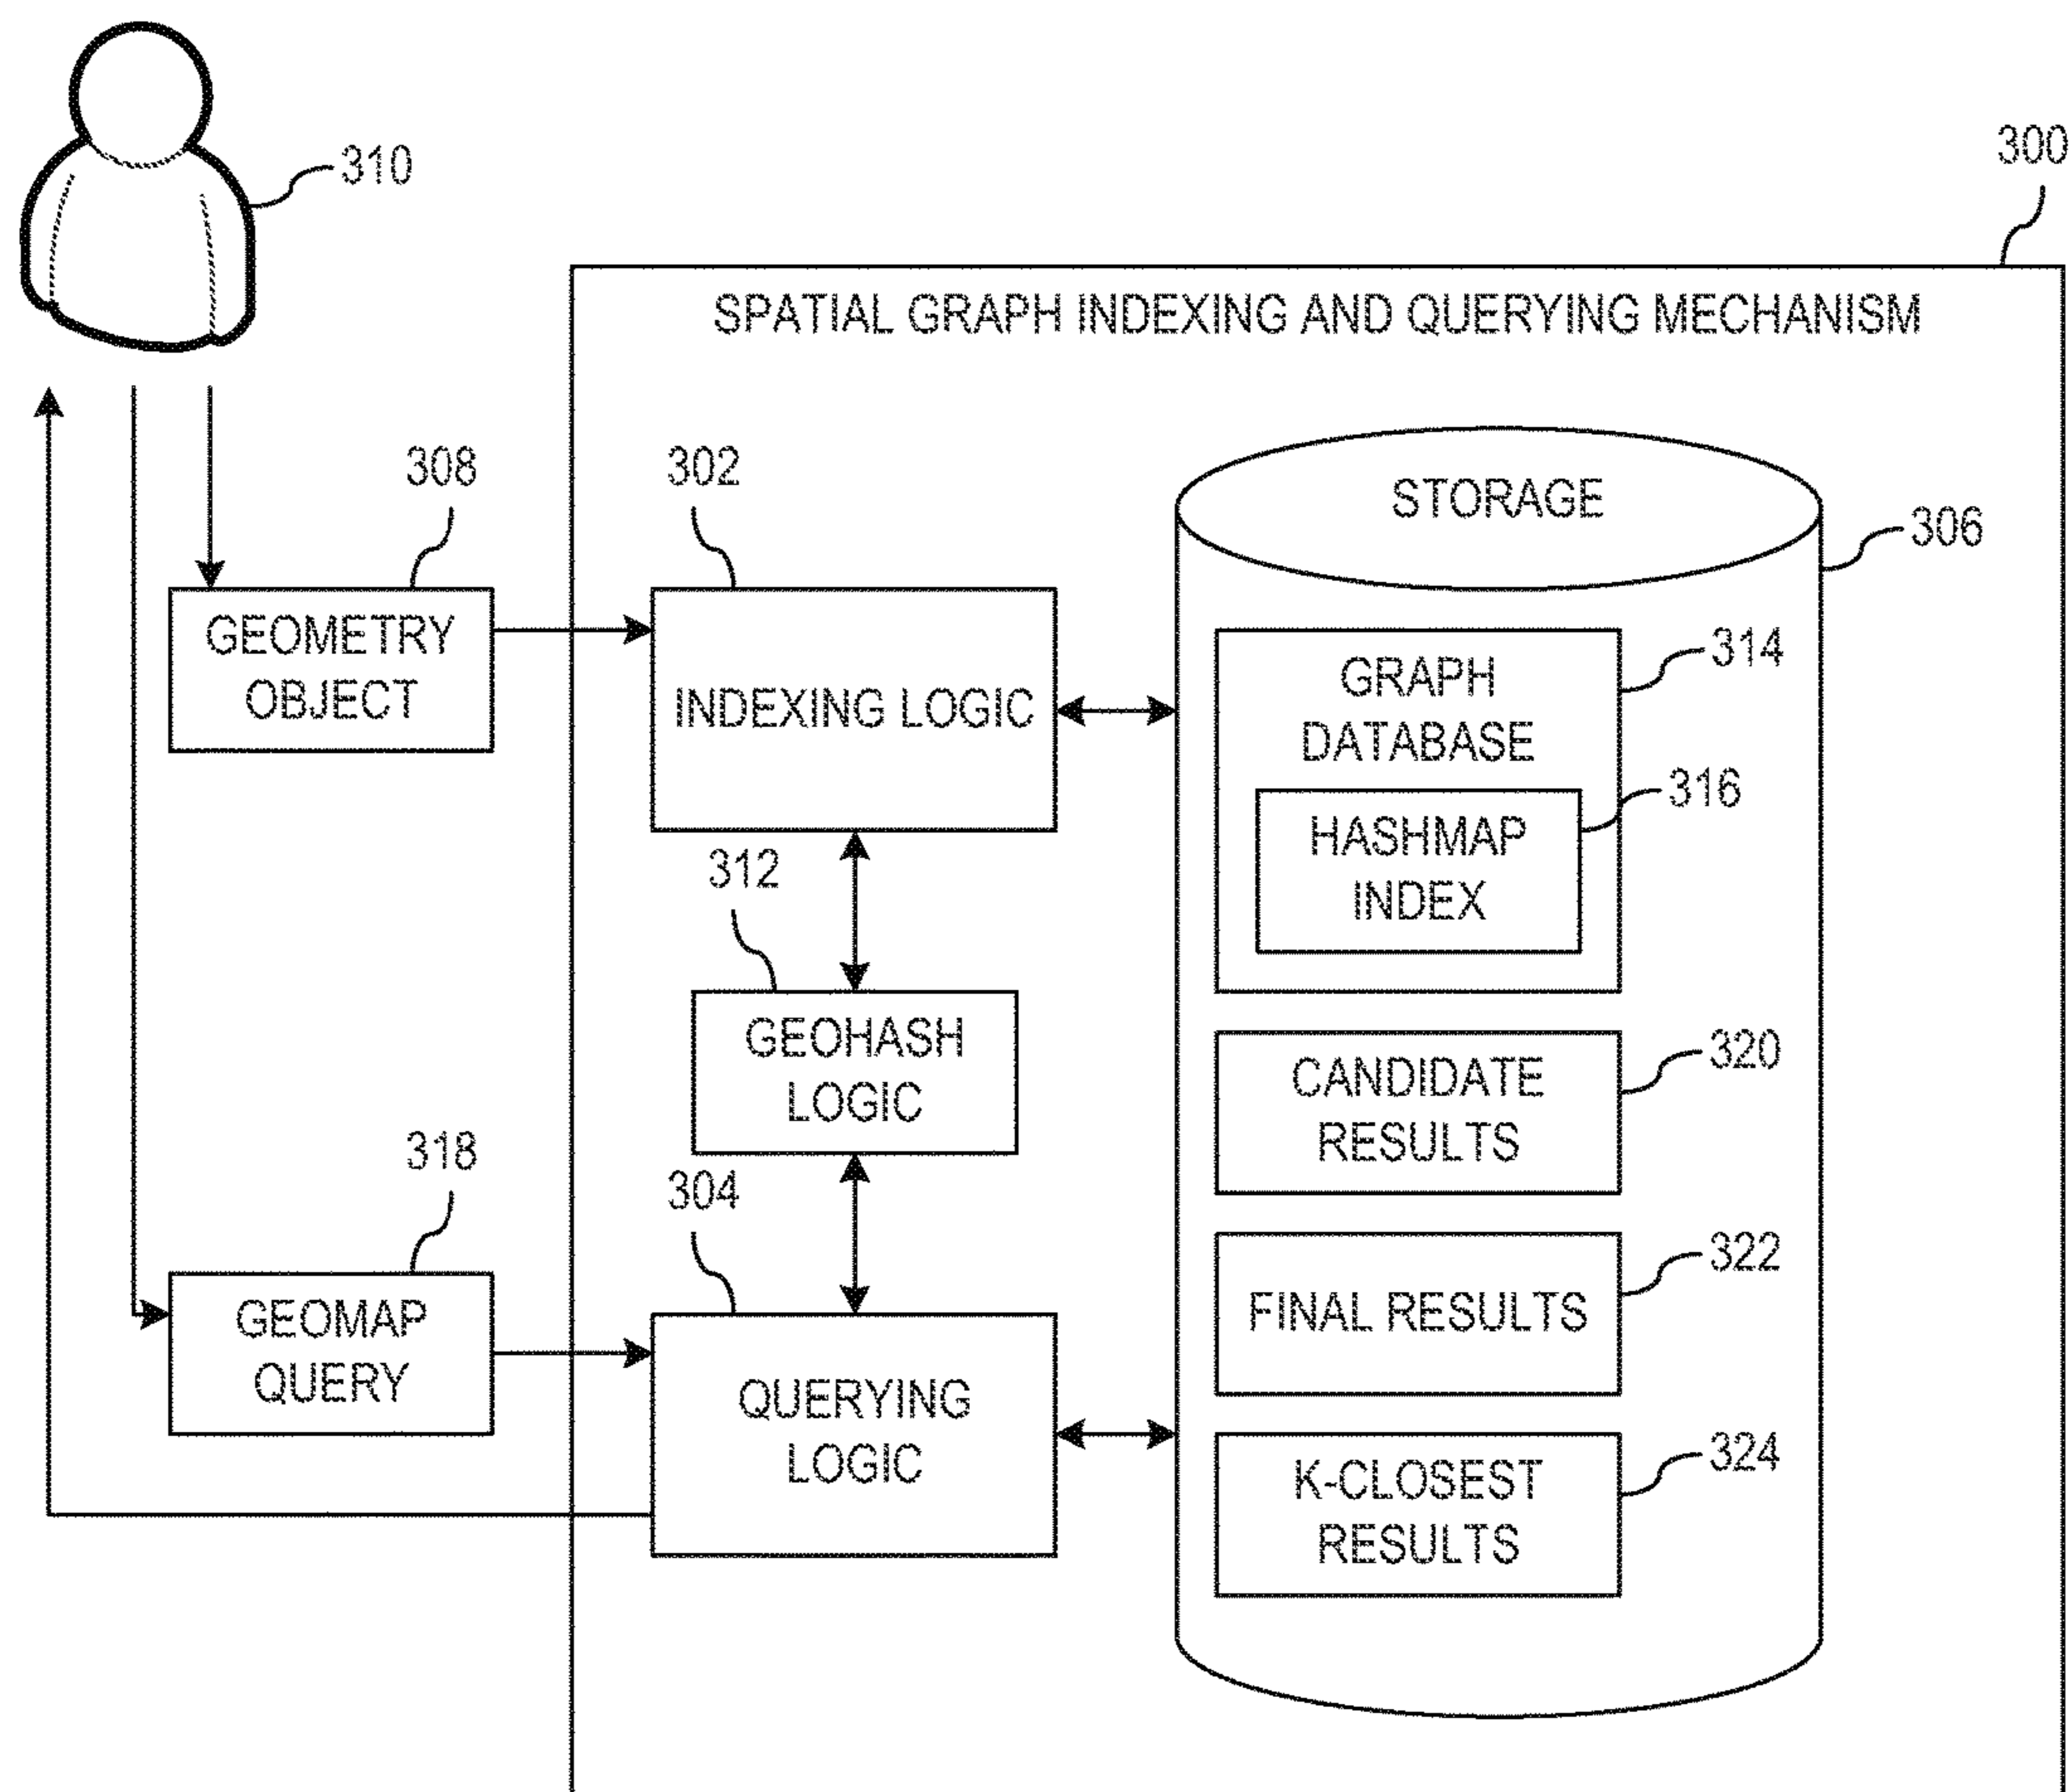 310
300
SPATIAL GRAPH INDEXING AND QUERYING MECHANISM
308
302
STORAGE
306
GEOMETRY
OBJECT
INDEXING LOGIC
GRAPH
DATABASE
314
316
HASHMAP
INDEX
312
GEOHASH
LOGIC
CANDIDATE
RESULTS
320
318
304
FINAL RESULTS
322
GEOMAP
QUERY
QUERYING
LOGIC
K-CLOSEST
RESULTS
324